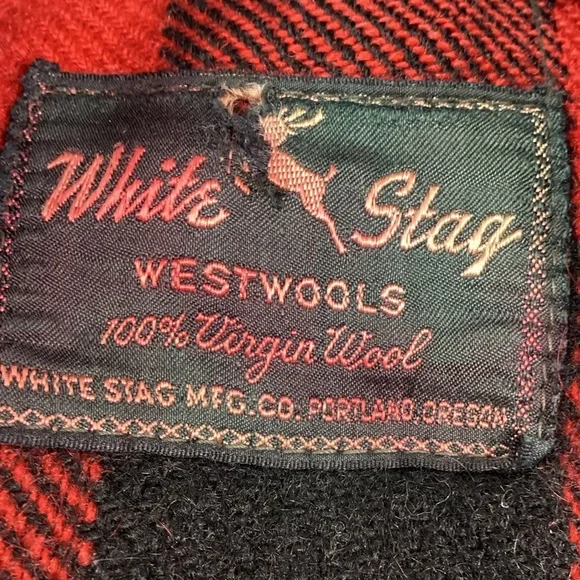 White Stag
WESTWOOLS
100% Virgin Wool
WHITE STAG MFG.CO. PORTLAND, OREGON